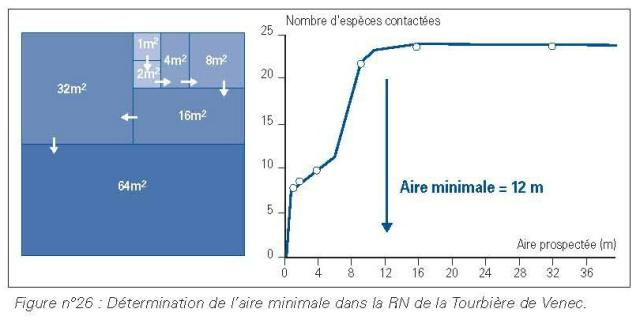 Nombre d'espèces contactées
1m²
2m²
4m²
8m²
16m²
32m²
64m²
25
20
15
10
5
0
Aire minimale = 12 m
Aire prospectée (m)
0 4 8 12 16 20 24 28 32 36
Figure n°26 : Détermination de l'aire minimale dans la RN de la Tourbière de Venec.